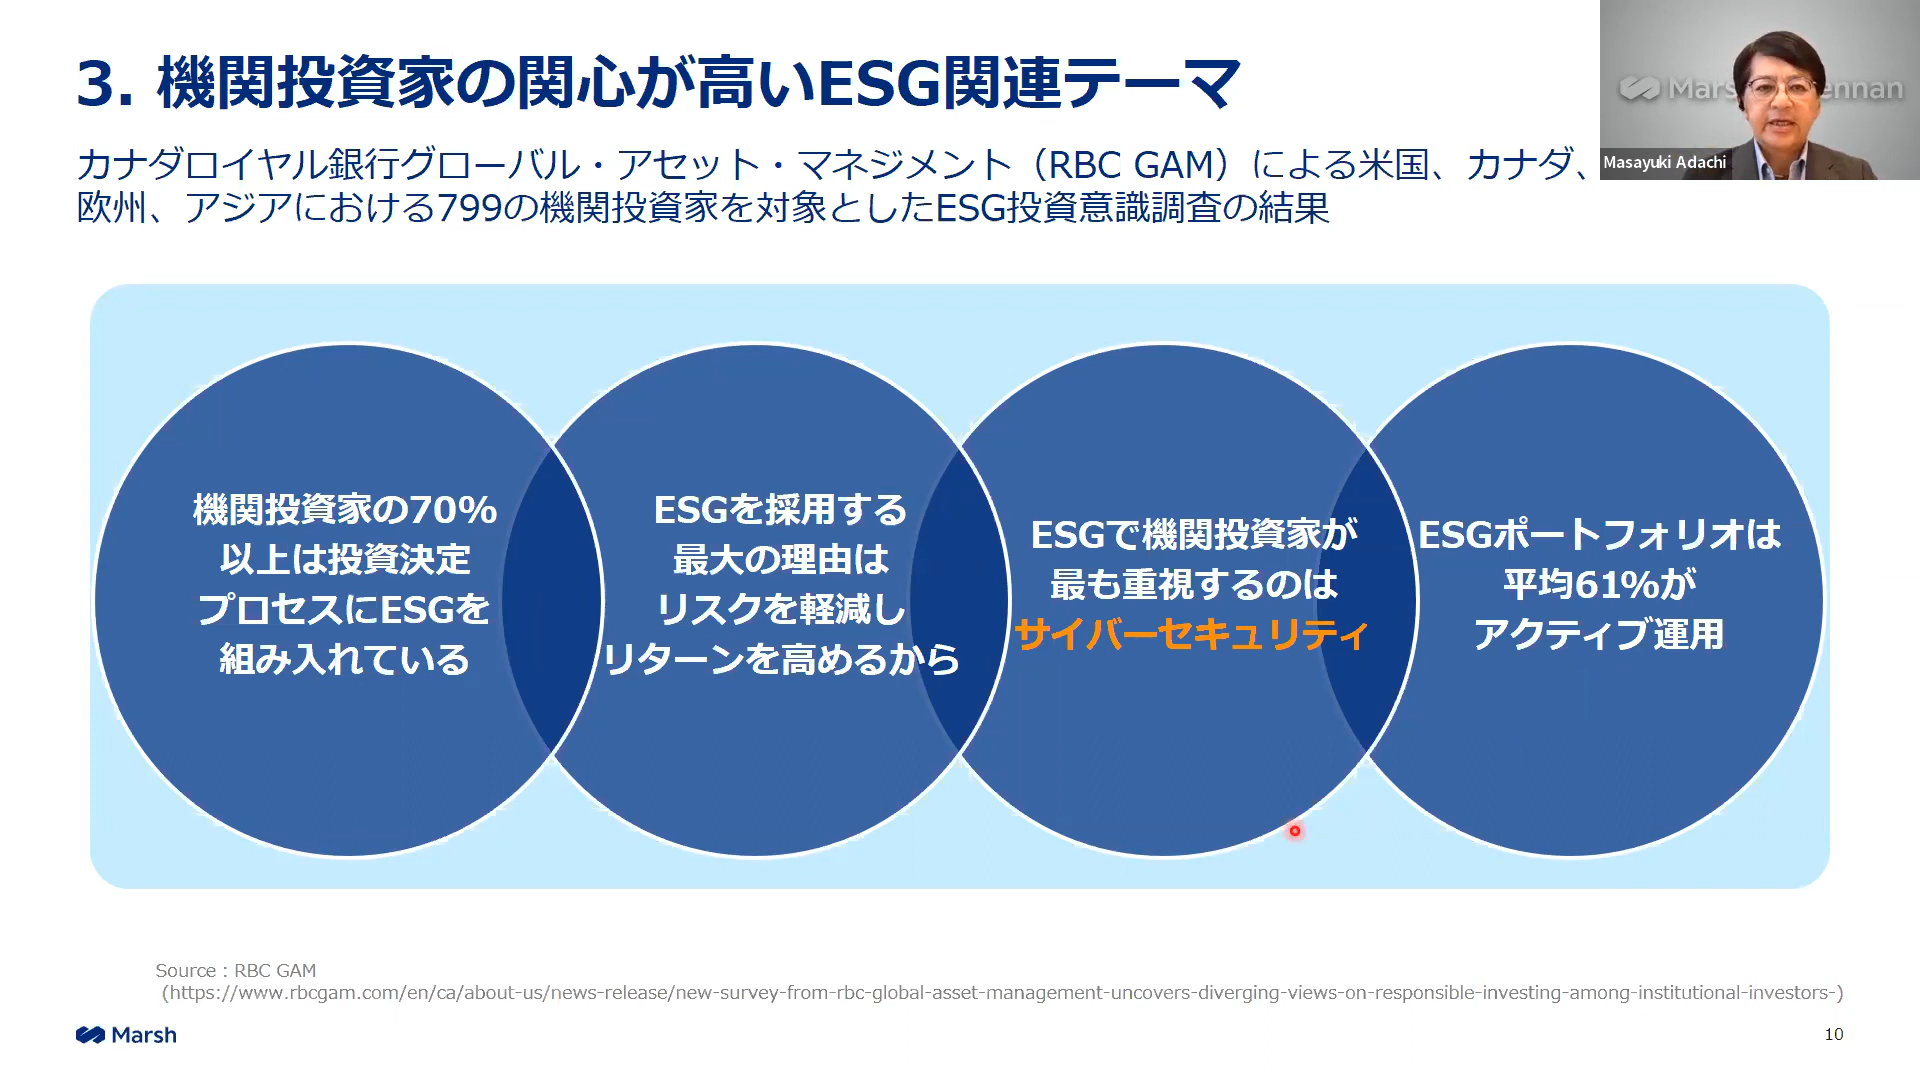 3. 機関投資家の関心が高いESG関連テーマ
カナダロイヤル銀行グローバル・アセット・マネジメント（RBC GAM）による米国、カナダ、
欧州、アジアにおける799の機関投資家を対象としたESG投資意識調査の結果
Masayuki Adachi
機関投資家の70%
以上は投資決定
プロセスにESGを
組み入れている
ESGを採用する
最大の理由は
リスクを軽減し
リターンを高めるから
ESGで機関投資家が
最も重視するのは
サイバーセキュリティ
ESGポートフォリオは
平均61%が
アクティブ運用
Source : RBC GAM
(https://www.rbcgam.com/en/ca/about-us/news-release/new-survey-from-rbc-global-asset-management-uncovers-diverging-views-on-responsible-investing-among-institutional-investors-)
Marsh
10